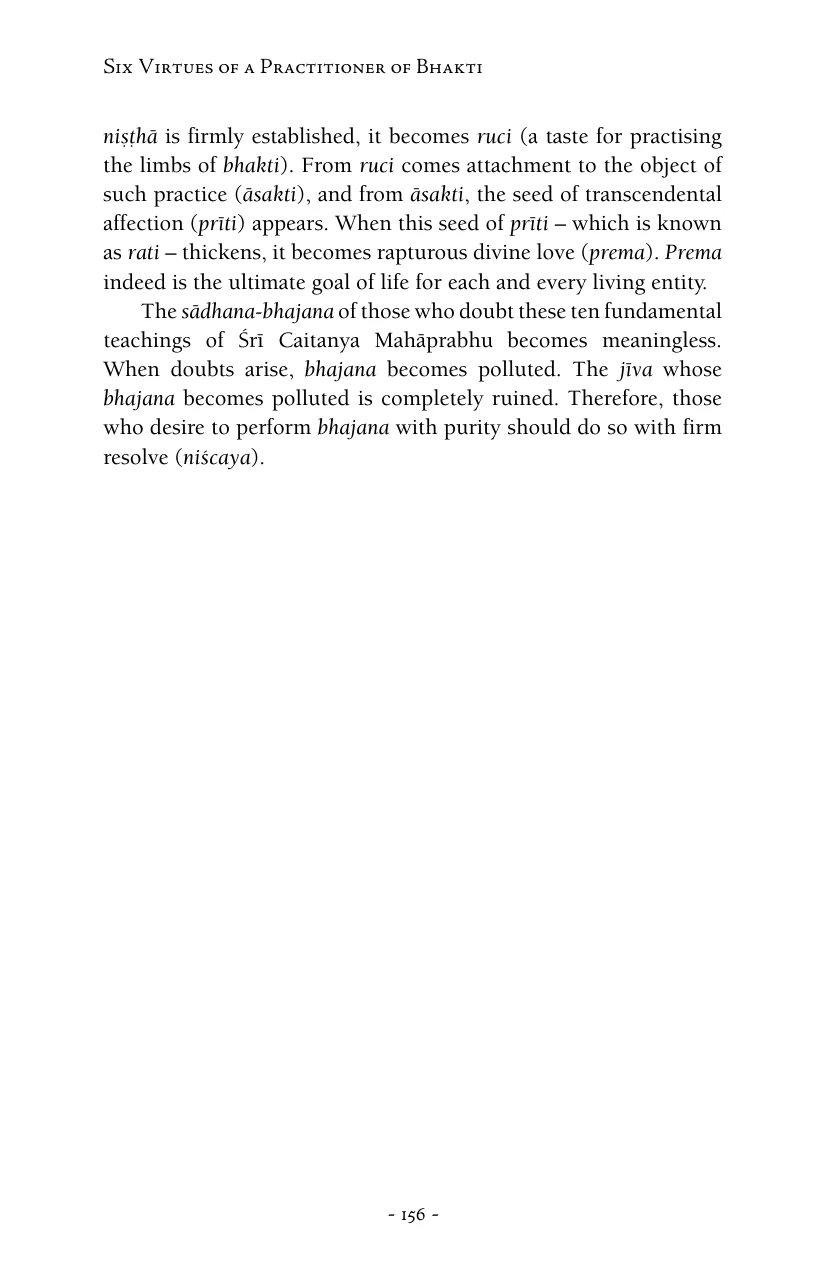 Six Virtues of a Practitioner of Bhakti
niṣṭhā is firmly established, it becomes ruci (a taste for practising
the limbs of bhakti). From ruci comes attachment to the object of
such practice (āsakti), and from āsakti, the seed of transcendental
affection (prīti) appears. When this seed of prīti – which is known
as rati – thickens, it becomes rapturous divine love (prema). Prema
indeed is the ultimate goal of life for each and every living entity.
The sādhana-bhajana of those who doubt these ten fundamental
teachings of Śrī Caitanya Mahāprabhu becomes meaningless.
When doubts arise, bhajana becomes polluted. The jīva whose
bhajana becomes polluted is completely ruined. Therefore, those
who desire to perform bhajana with purity should do so with firm
resolve (niścaya).
- 156 -